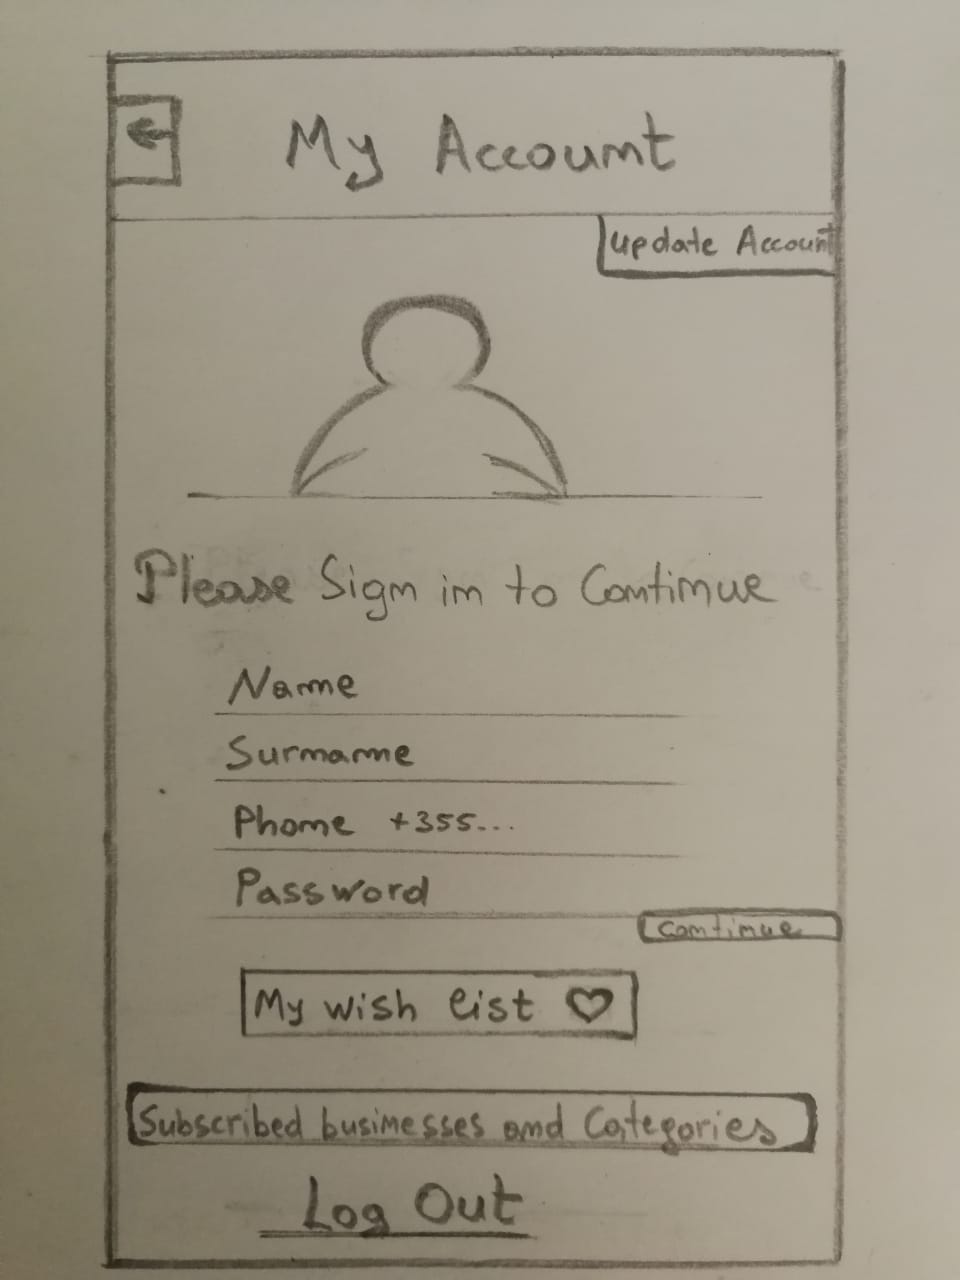 My Account
Update Account
Please Sign in to Continue
Name
Surname
Phone +355...
Password
Continue
My wish list
Subscribed businesses and Categories
Log Out